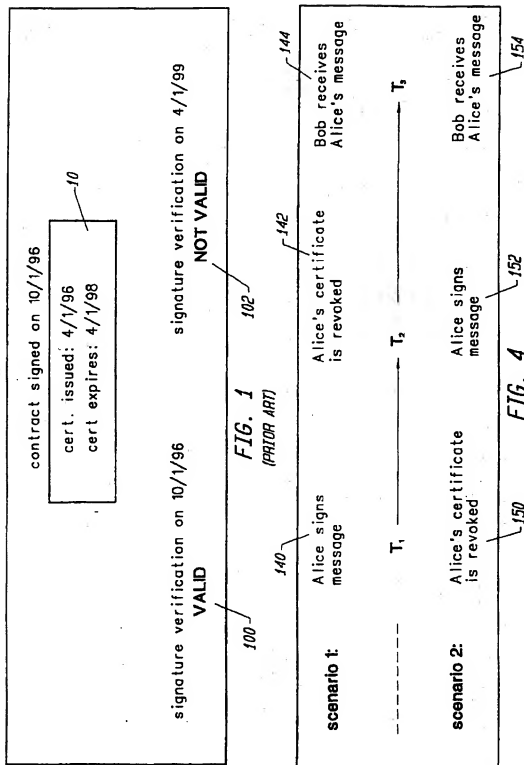 contract signed on 10/1/96
10
cert. issued: 4/1/96
cert expires: 4/1/98
signature verification on 10/1/96
VALID
signature verification on 4/1/99
NOT VALID
100
102
FIG. 1
(PRIOR ART)
140
142
144
scenario 1:
Alice signs
message
Alice's certificate
is revoked
Bob receives
Alice's message
T₁
T₂
T₃
scenario 2:
Alice's certificate
is revoked
Alice signs
message
Bob receives
Alice's message
150
152
154
FIG. 4